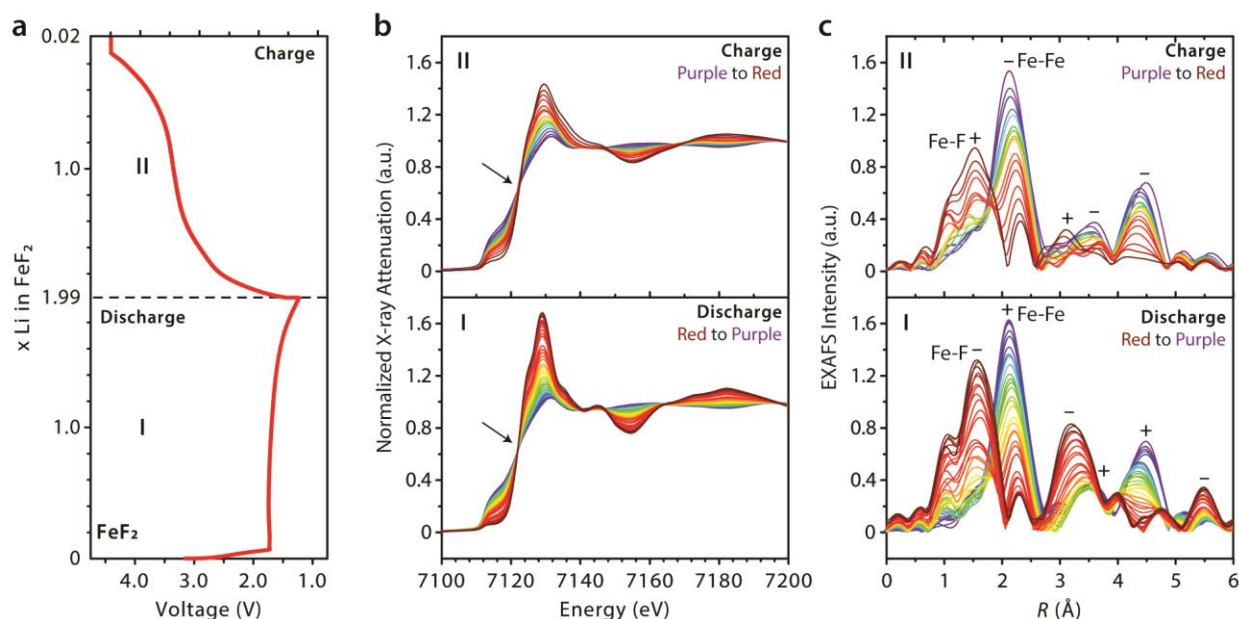 a
0.02
1.0
1.99
1.0
0
x Li in FeF₂
Charge
II
Discharge
I
FeF₂
4.0 3.0 2.0 1.0
Voltage (V)
b
1.6
1.2
0.8
0.4
0
II
Charge
Purple to Red
1.6
1.2
0.8
0.4
0
I
Discharge
Red to Purple
Normalized X-ray Attenuation (a.u.)
7100 7120 7140 7160 7180 7200
Energy (eV)
c
1.6
1.2
0.8
0.4
0
II
– Fe-Fe
Charge
Purple to Red
Fe-F +
+
–
–
1.6
1.2
0.8
0.4
0
I
+ Fe-Fe
Discharge
Red to Purple
Fe-F –
–
+
+
–
EXAFS Intensity (a.u.)
0 1 2 3 4 5 6
R (Å)